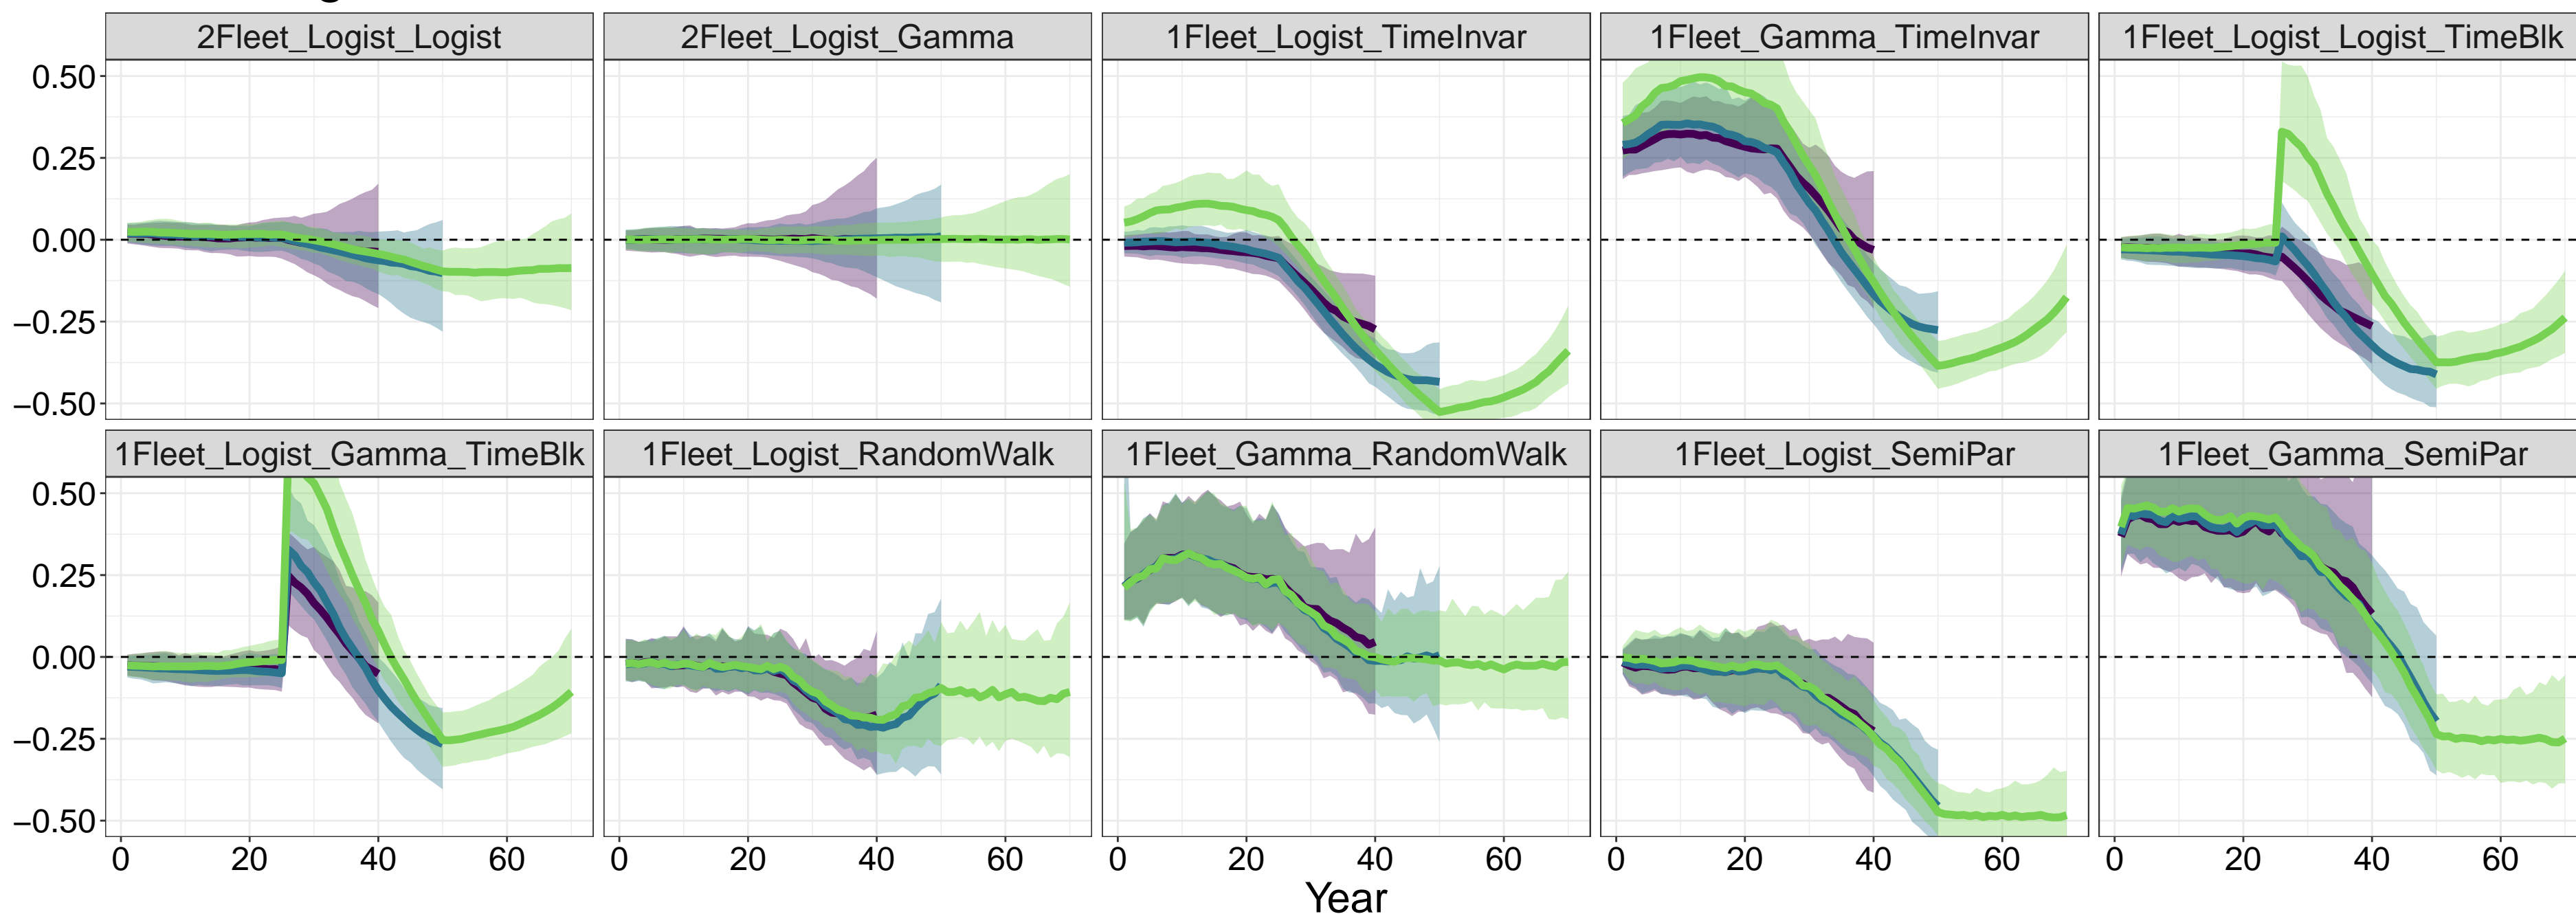 2Fleet_Logist_Logist 2Fleet_Logist_Gamma 1Fleet_Logist_TimeInvar 1Fleet_Gamma_TimeInvar 1Fleet_Logist_Logist_TimeBlk
0.50
0.25
0.00
−0.25
−0.50
1Fleet_Logist_Gamma_TimeBlk 1Fleet_Logist_RandomWalk 1Fleet_Gamma_RandomWalk 1Fleet_Logist_SemiPar 1Fleet_Gamma_SemiPar
0.50
0.25
0.00
−0.25
−0.50
0 20 40 60 0 20 40 60 0 20 40 60 0 20 40 60 0 20 40 60
Year